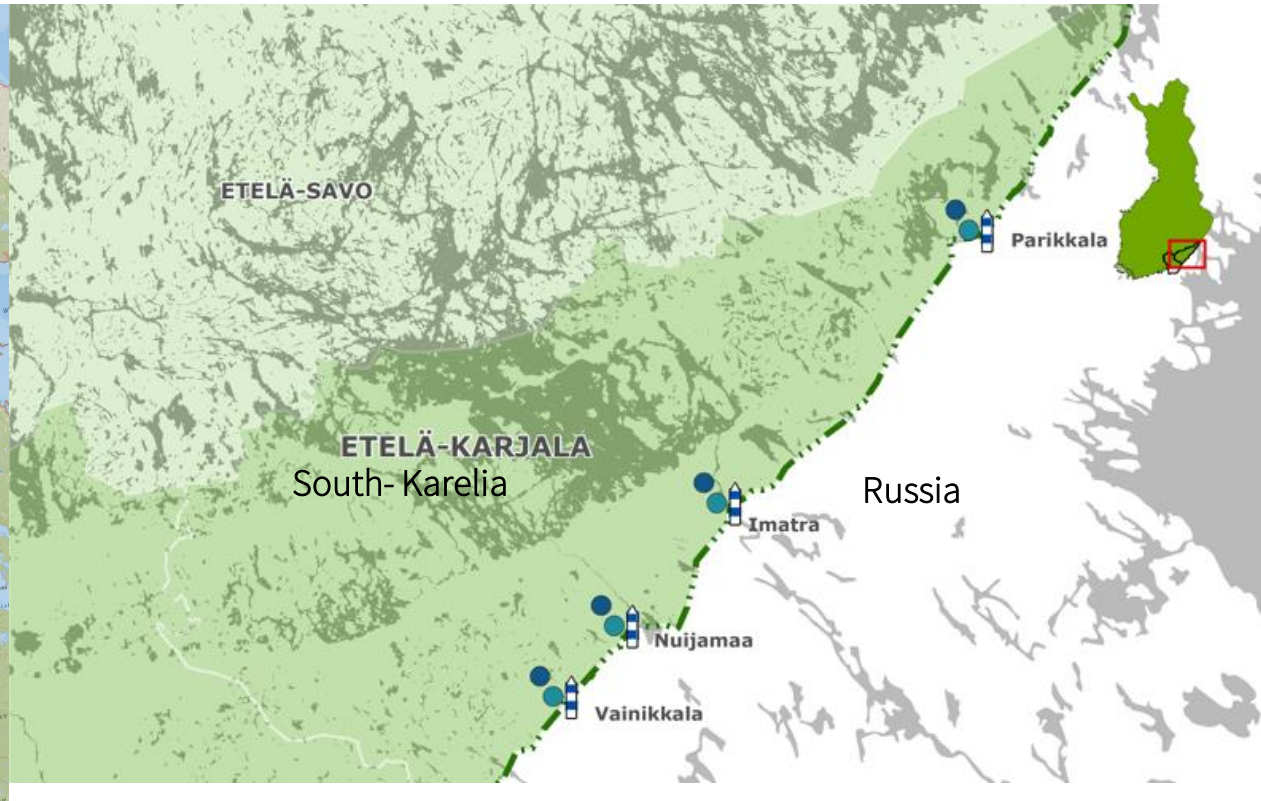 ETELÄ-SAVO
Parikkala
ETELÄ-KARJALA
South- Karelia
Russia
Imatra
Nuijamaa
Vainikkala